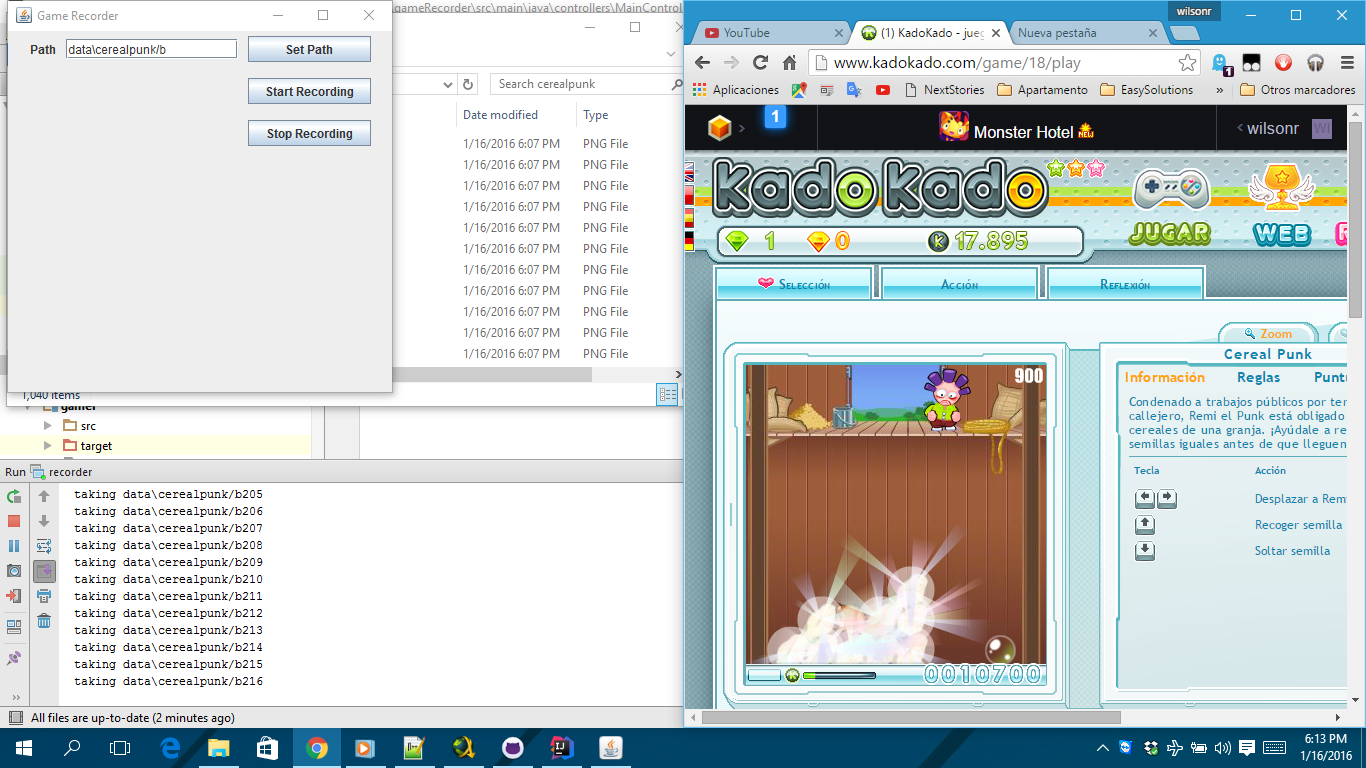 Game Recorder
Path data\cerealpunk/b Set Path
Start Recording
Stop Recording
gameRecorder\src\main\java\controllers\MainControl
Search cerealpunk
Date modified Type
1/16/2016 6:07 PM PNG File
1/16/2016 6:07 PM PNG File
1/16/2016 6:07 PM PNG File
1/16/2016 6:07 PM PNG File
1/16/2016 6:07 PM PNG File
1/16/2016 6:07 PM PNG File
1/16/2016 6:07 PM PNG File
1/16/2016 6:07 PM PNG File
1/16/2016 6:07 PM PNG File
1/16/2016 6:07 PM PNG File
1/16/2016 6:07 PM PNG File
1,040 items
gamer
src
target
Run recorder
taking data\cerealpunk/b205
taking data\cerealpunk/b206
taking data\cerealpunk/b207
taking data\cerealpunk/b208
taking data\cerealpunk/b209
taking data\cerealpunk/b210
taking data\cerealpunk/b211
taking data\cerealpunk/b212
taking data\cerealpunk/b213
taking data\cerealpunk/b214
taking data\cerealpunk/b215
taking data\cerealpunk/b216
All files are up-to-date (2 minutes ago)
wilsonr
YouTube (1) KadoKado - jueg Nueva pestaña
www.kadokado.com/game/18/play
1
Aplicaciones NextStories Apartamento EasySolutions » Otros marcadores
1 Monster Hotel NEW wilsonr WI
KadoKado
1 0 K 17.895
JUGAR WEB R
Selección Acción Reflexión
Zoom
Cereal Punk
Información Reglas Puntu
Condenado a trabajos públicos por ter
callejero, Remi el Punk está obligado
cereales de una granja. ¡Ayúdale a re
semillas iguales antes de que lleguen
Tecla Acción
Desplazar a Rem
Recoger semilla
Soltar semilla
900
0010700
6:13 PM
1/16/2016